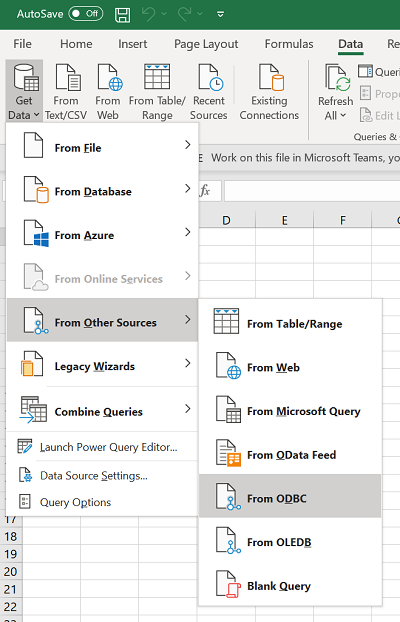 AutoSave Off
File Home Insert Page Layout Formulas Data Re
Get Data
From Text/CSV
From Web
From Table/ Range
Recent Sources
Existing Connections
Refresh All
Queri
Prope
Edit L
Queries &
E Work on this file in Microsoft Teams, yo
fx
D E F
From File
From Database
From Azure
From Online Services
From Other Sources
Legacy Wizards
Combine Queries
Launch Power Query Editor...
Data Source Settings...
Query Options
From Table/Range
From Web
From Microsoft Query
From OData Feed
From ODBC
From OLEDB
Blank Query
17
18
19
20
21
22
23